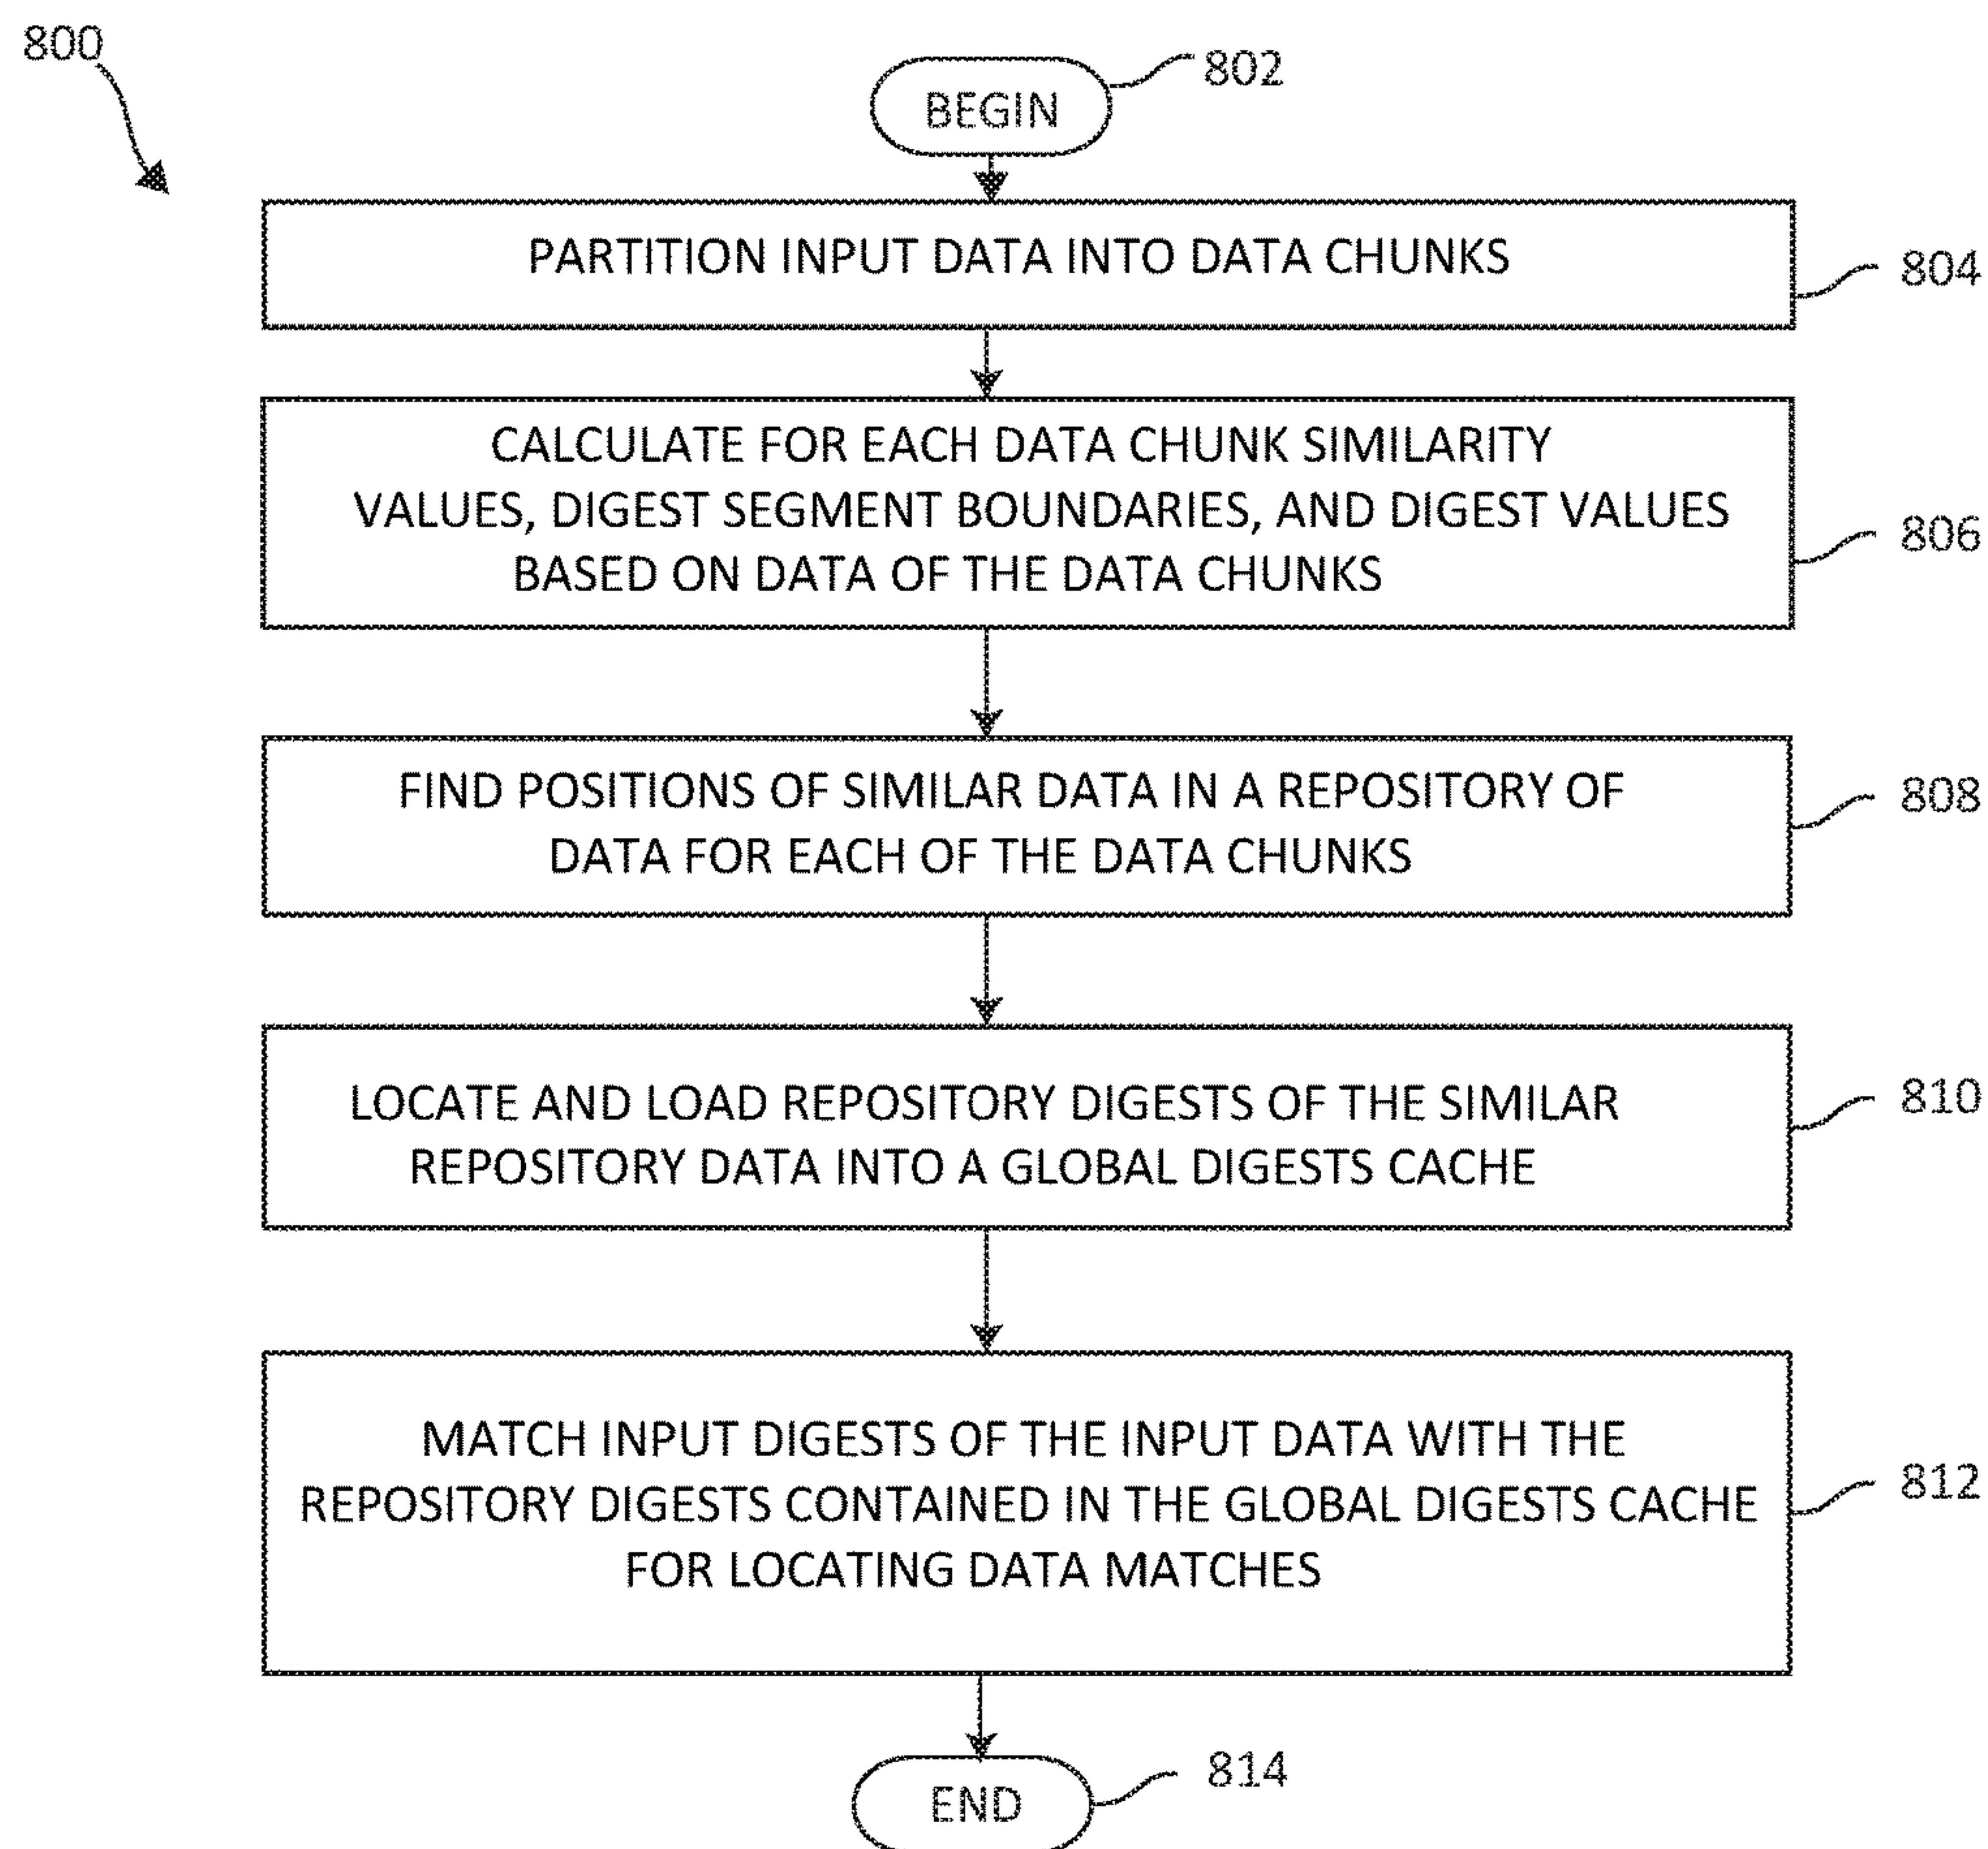 800
802
BEGIN
PARTITION INPUT DATA INTO DATA CHUNKS
804
CALCULATE FOR EACH DATA CHUNK SIMILARITY
VALUES, DIGEST SEGMENT BOUNDARIES, AND DIGEST VALUES
BASED ON DATA OF THE DATA CHUNKS
806
FIND POSITIONS OF SIMILAR DATA IN A REPOSITORY OF
DATA FOR EACH OF THE DATA CHUNKS
808
LOCATE AND LOAD REPOSITORY DIGESTS OF THE SIMILAR
REPOSITORY DATA INTO A GLOBAL DIGESTS CACHE
810
MATCH INPUT DIGESTS OF THE INPUT DATA WITH THE
REPOSITORY DIGESTS CONTAINED IN THE GLOBAL DIGESTS CACHE
FOR LOCATING DATA MATCHES
812
814
END